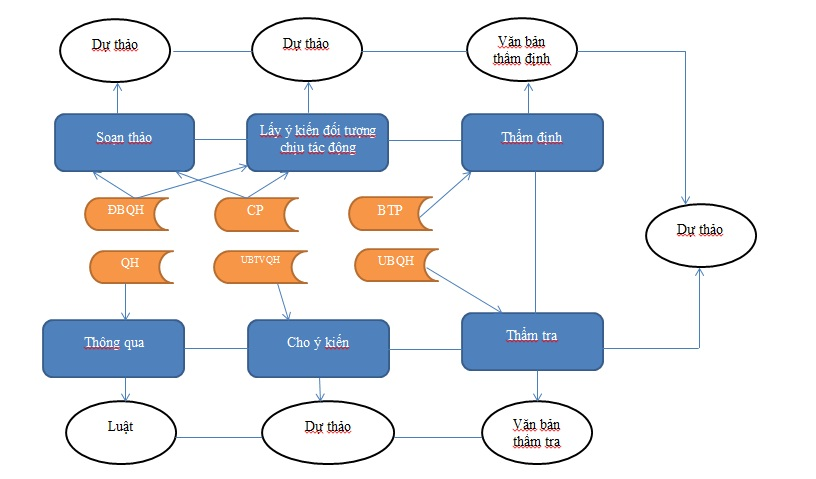 Dự thảo
Dự thảo
Văn bản
thẩm định
Soạn thảo
Lấy ý kiến đối tượng
chịu tác động
Thẩm định
ĐBQH
CP
BTP
Dự thảo
QH
UBTVQH
UBQH
Thông qua
Cho ý kiến
Thẩm tra
Luật
Dự thảo
Văn bản
thẩm tra